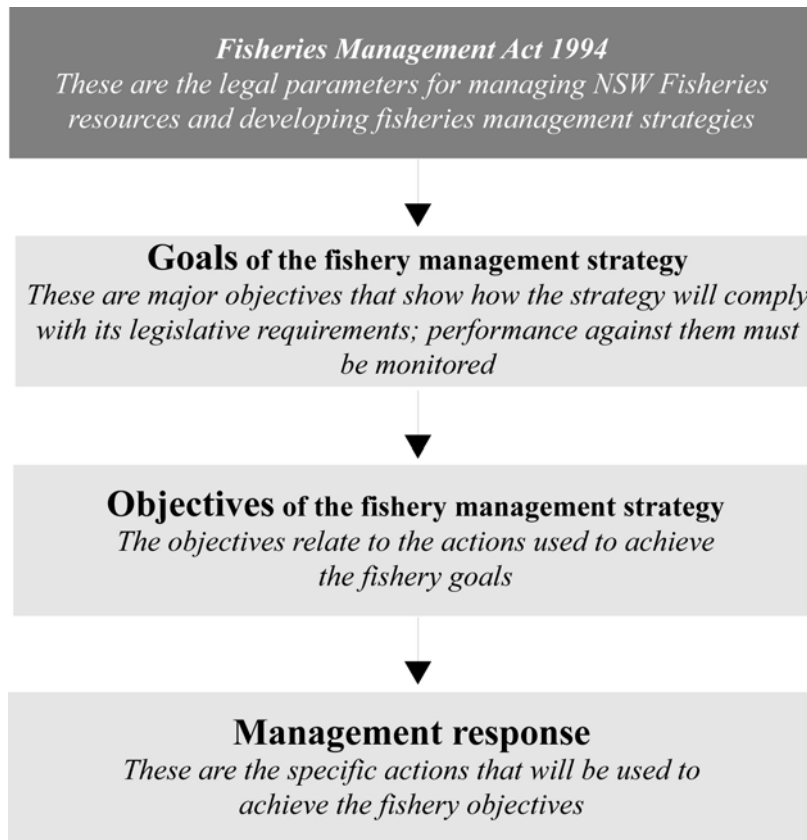 Fisheries Management Act 1994
These are the legal parameters for managing NSW Fisheries
resources and developing fisheries management strategies
Goals of the fishery management strategy
These are major objectives that show how the strategy will comply
with its legislative requirements; performance against them must
be monitored
Objectives of the fishery management strategy
The objectives relate to the actions used to achieve
the fishery goals
Management response
These are the specific actions that will be used to
achieve the fishery objectives